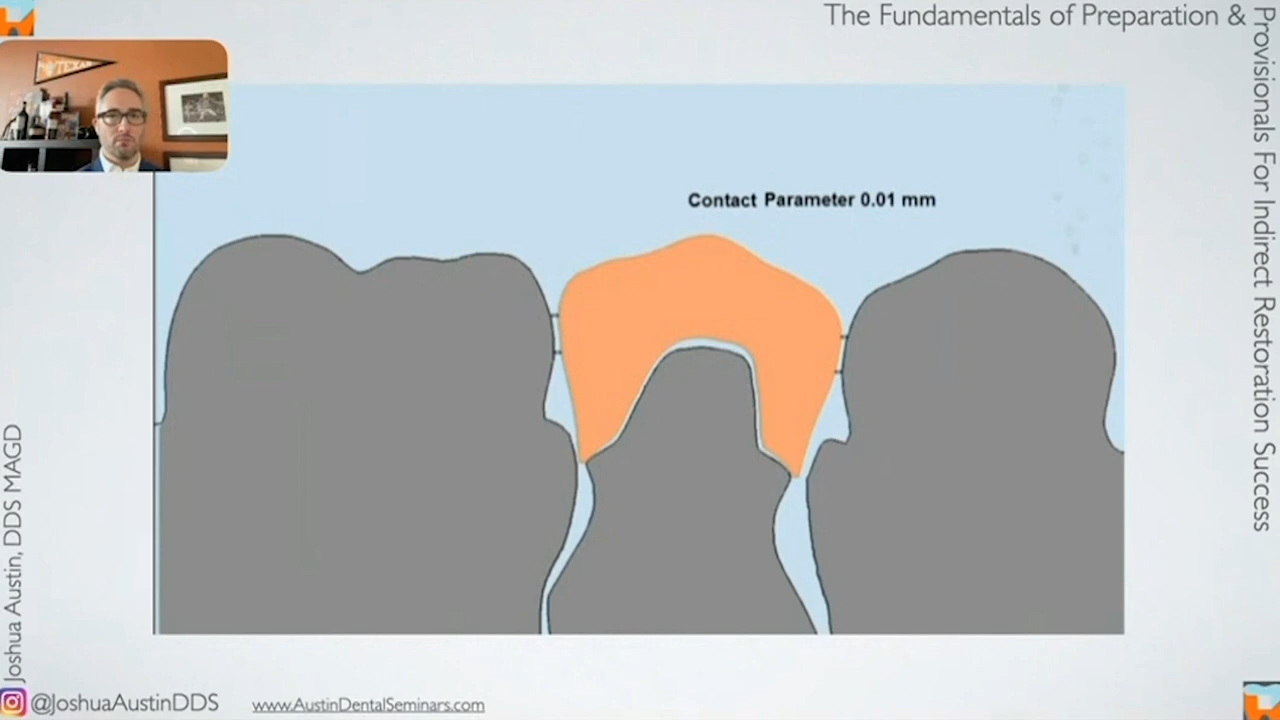 The Fundamentals of Preparation &
Provisionals For Indirect Restoration Success
TEXAS
Contact Parameter 0.01 mm
Joshua Austin, DDS MAGD
@JoshuaAustinDDS
www.AustinDentalSeminars.com